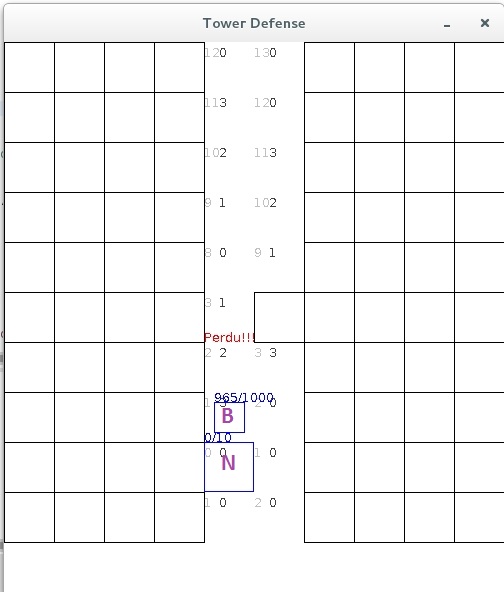 Tower Defense
12 0 13 0
11 3 12 0
10 2 11 3
9 1 10 2
8 0 9 1
3 1
Perdu!!!
2 2 3 3
965/1000
1 3 2 0
B
0/10
0 0 1 0
N
1 0 2 0